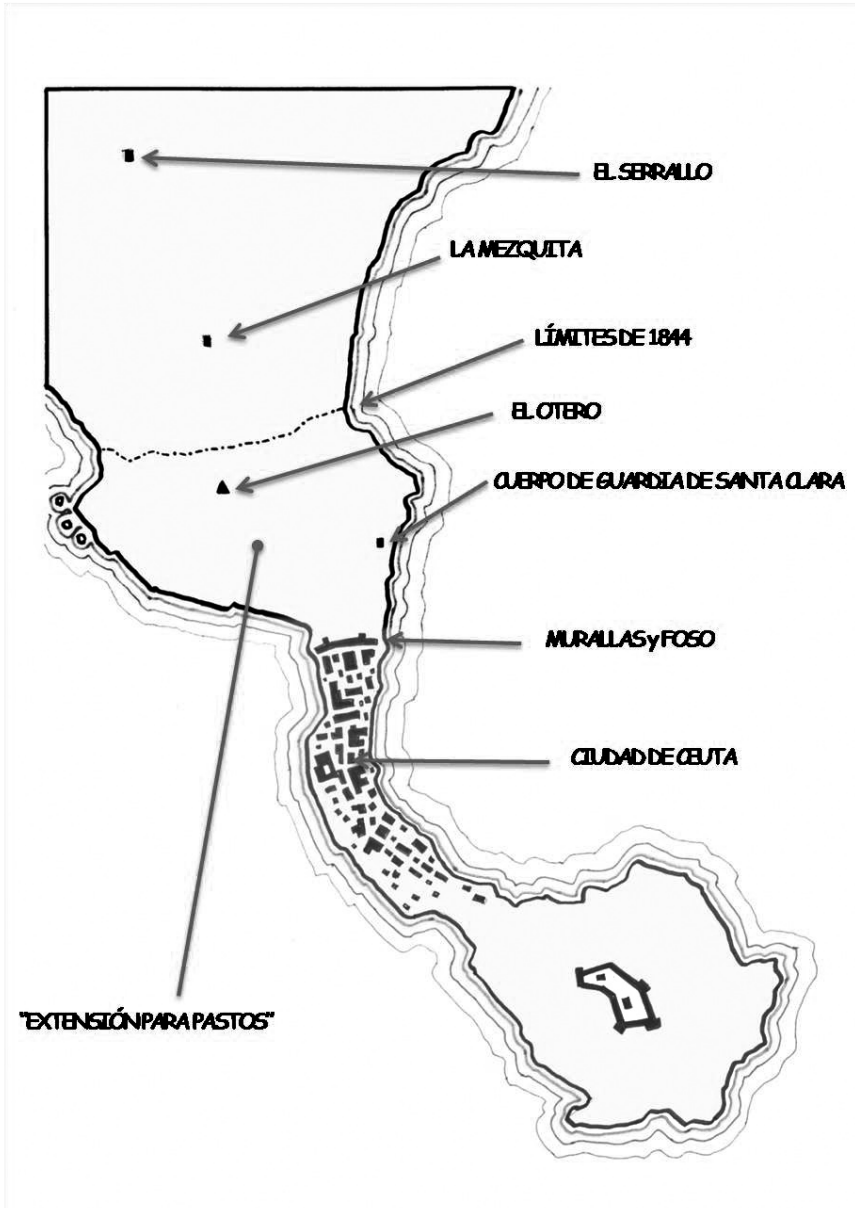 EL SERRALLO
LA MEZQUITA
LÍMITES DE 1844
EL OTERO
CUERPO DE GUARDIA DE SANTA CLARA
MURALLAS y FOSO
CIUDAD DE CEUTA
"EXTENSIÓN PARA PASTOS"